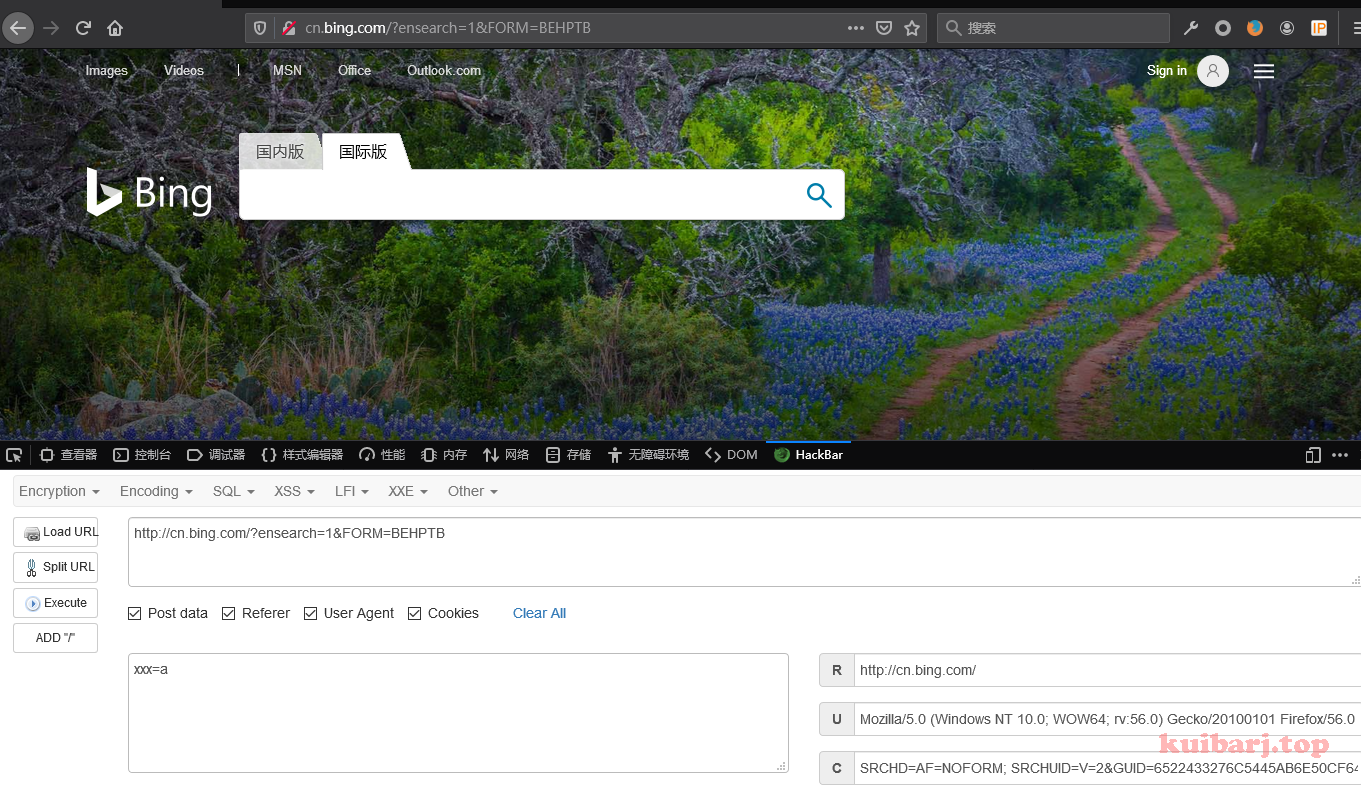 cn.bing.com/?ensearch=1&FORM=BEHPTB
搜索
IP
Images Videos | MSN Office Outlook.com Sign in
国内版 国际版
Bing
查看器 控制台 调试器 {} 样式编辑器 性能 内存 网络 存储 无障碍环境 DOM HackBar
Encryption Encoding SQL XSS LFI XXE Other
Load URL
http://cn.bing.com/?ensearch=1&FORM=BEHPTB
Split URL
Execute
Post data Referer User Agent Cookies Clear All
ADD "/"
xxx=a
R http://cn.bing.com/
U Mozilla/5.0 (Windows NT 10.0; WOW64; rv:56.0) Gecko/20100101 Firefox/56.0
kuibarj.top
C SRCHD=AF=NOFORM; SRCHUID=V=2&GUID=6522433276C5445AB6E50CF64